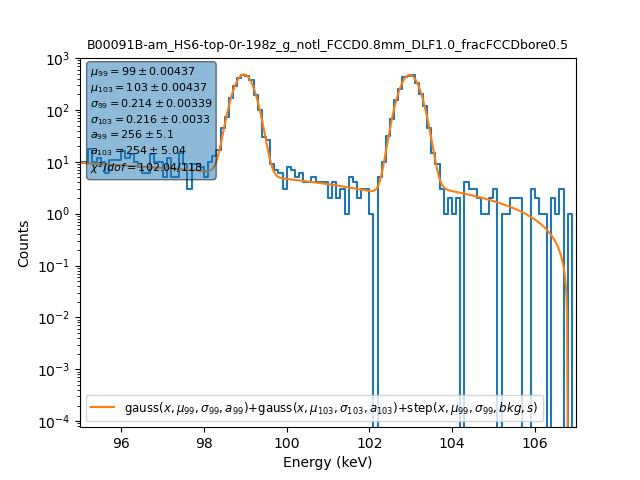 B00091B-am_HS6-top-0r-198z_g_notl_FCCD0.8mm_DLF1.0_fracFCCDbore0.5
μ₉₉ = 99 ± 0.00437
μ₁₀₃ = 103 ± 0.00437
σ₉₉ = 0.214 ± 0.00339
σ₁₀₃ = 0.216 ± 0.0033
a₉₉ = 256 ± 5.1
a₁₀₃ = 254 ± 5.04
χ²/dof = 102.04/118
10³
10²
10¹
10⁰
10⁻¹
10⁻²
10⁻³
10⁻⁴
Counts
gauss(x, μ₉₉, σ₉₉, a₉₉)+gauss(x, μ₁₀₃, σ₁₀₃, a₁₀₃)+step(x, μ₉₉, σ₉₉, bkg, s)
96 98 100 102 104 106
Energy (keV)